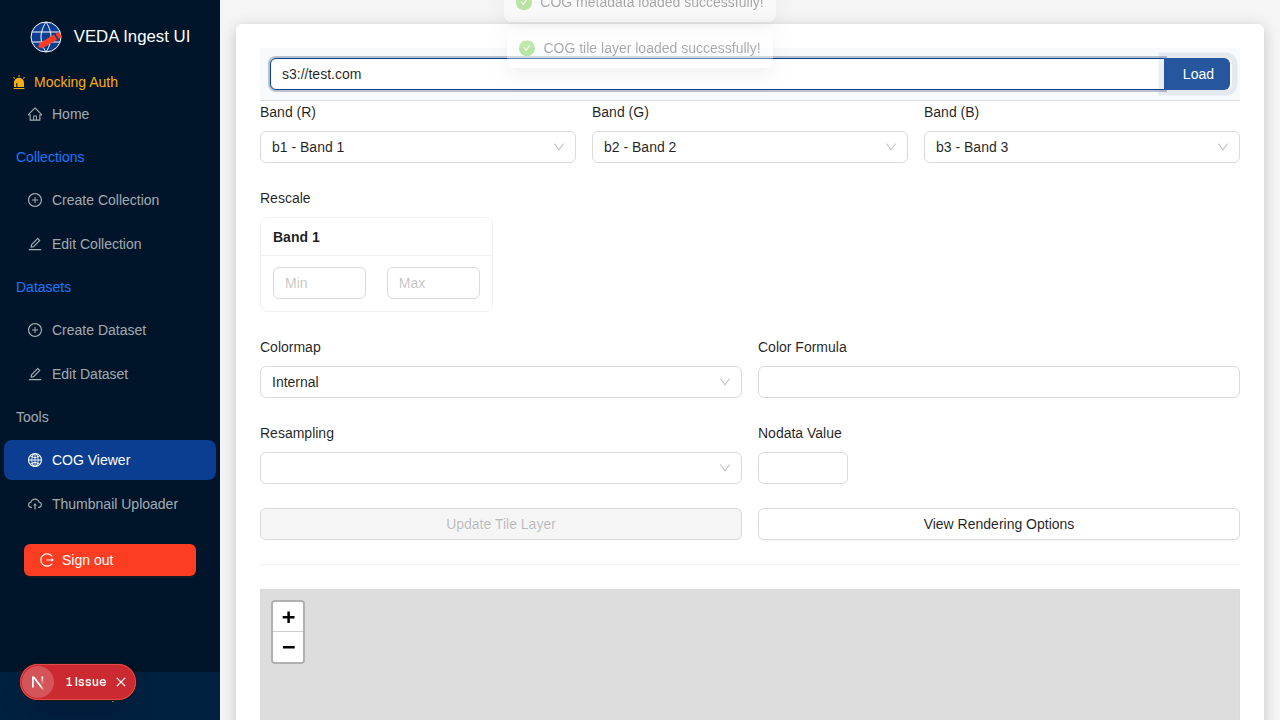 VEDA Ingest UI
Mocking Auth
Home
Collections
Create Collection
Edit Collection
Datasets
Create Dataset
Edit Dataset
Tools
COG Viewer
Thumbnail Uploader
Sign out
1 Issue
COG metadata loaded successfully!
COG tile layer loaded successfully!
s3://test.com
Load
Band (R)
Band (G)
Band (B)
b1 - Band 1
b2 - Band 2
b3 - Band 3
Rescale
Band 1
Min
Max
Colormap
Color Formula
Internal
Resampling
Nodata Value
Update Tile Layer
View Rendering Options
+
−